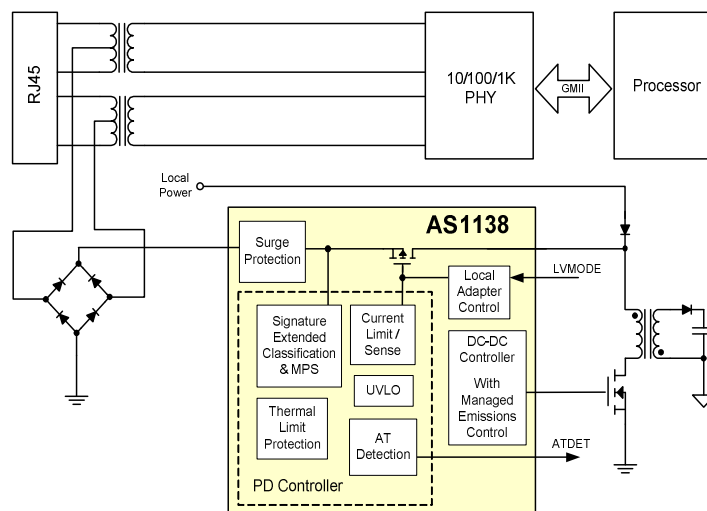 RJ45
10/100/1K
PHY
GMII
Processor
Local
Power
AS1138
Surge
Protection
Local
Adapter
Control
LVMODE
Signature
Extended
Classification
& MPS
Current
Limit /
Sense
DC-DC
Controller
With
Managed
Emissions
Control
UVLO
Thermal
Limit
Protection
AT
Detection
ATDET
PD Controller